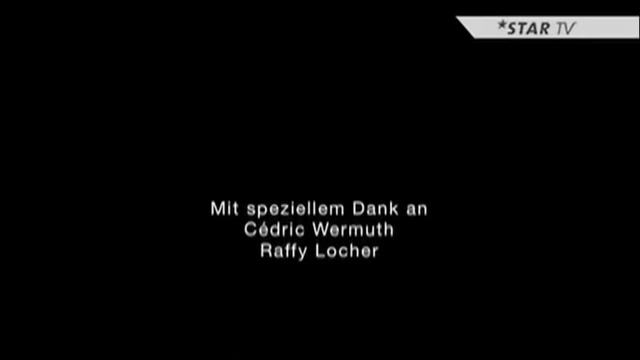 *STAR TV
Mit speziellem Dank an
Cédric Wermuth
Raffy Locher